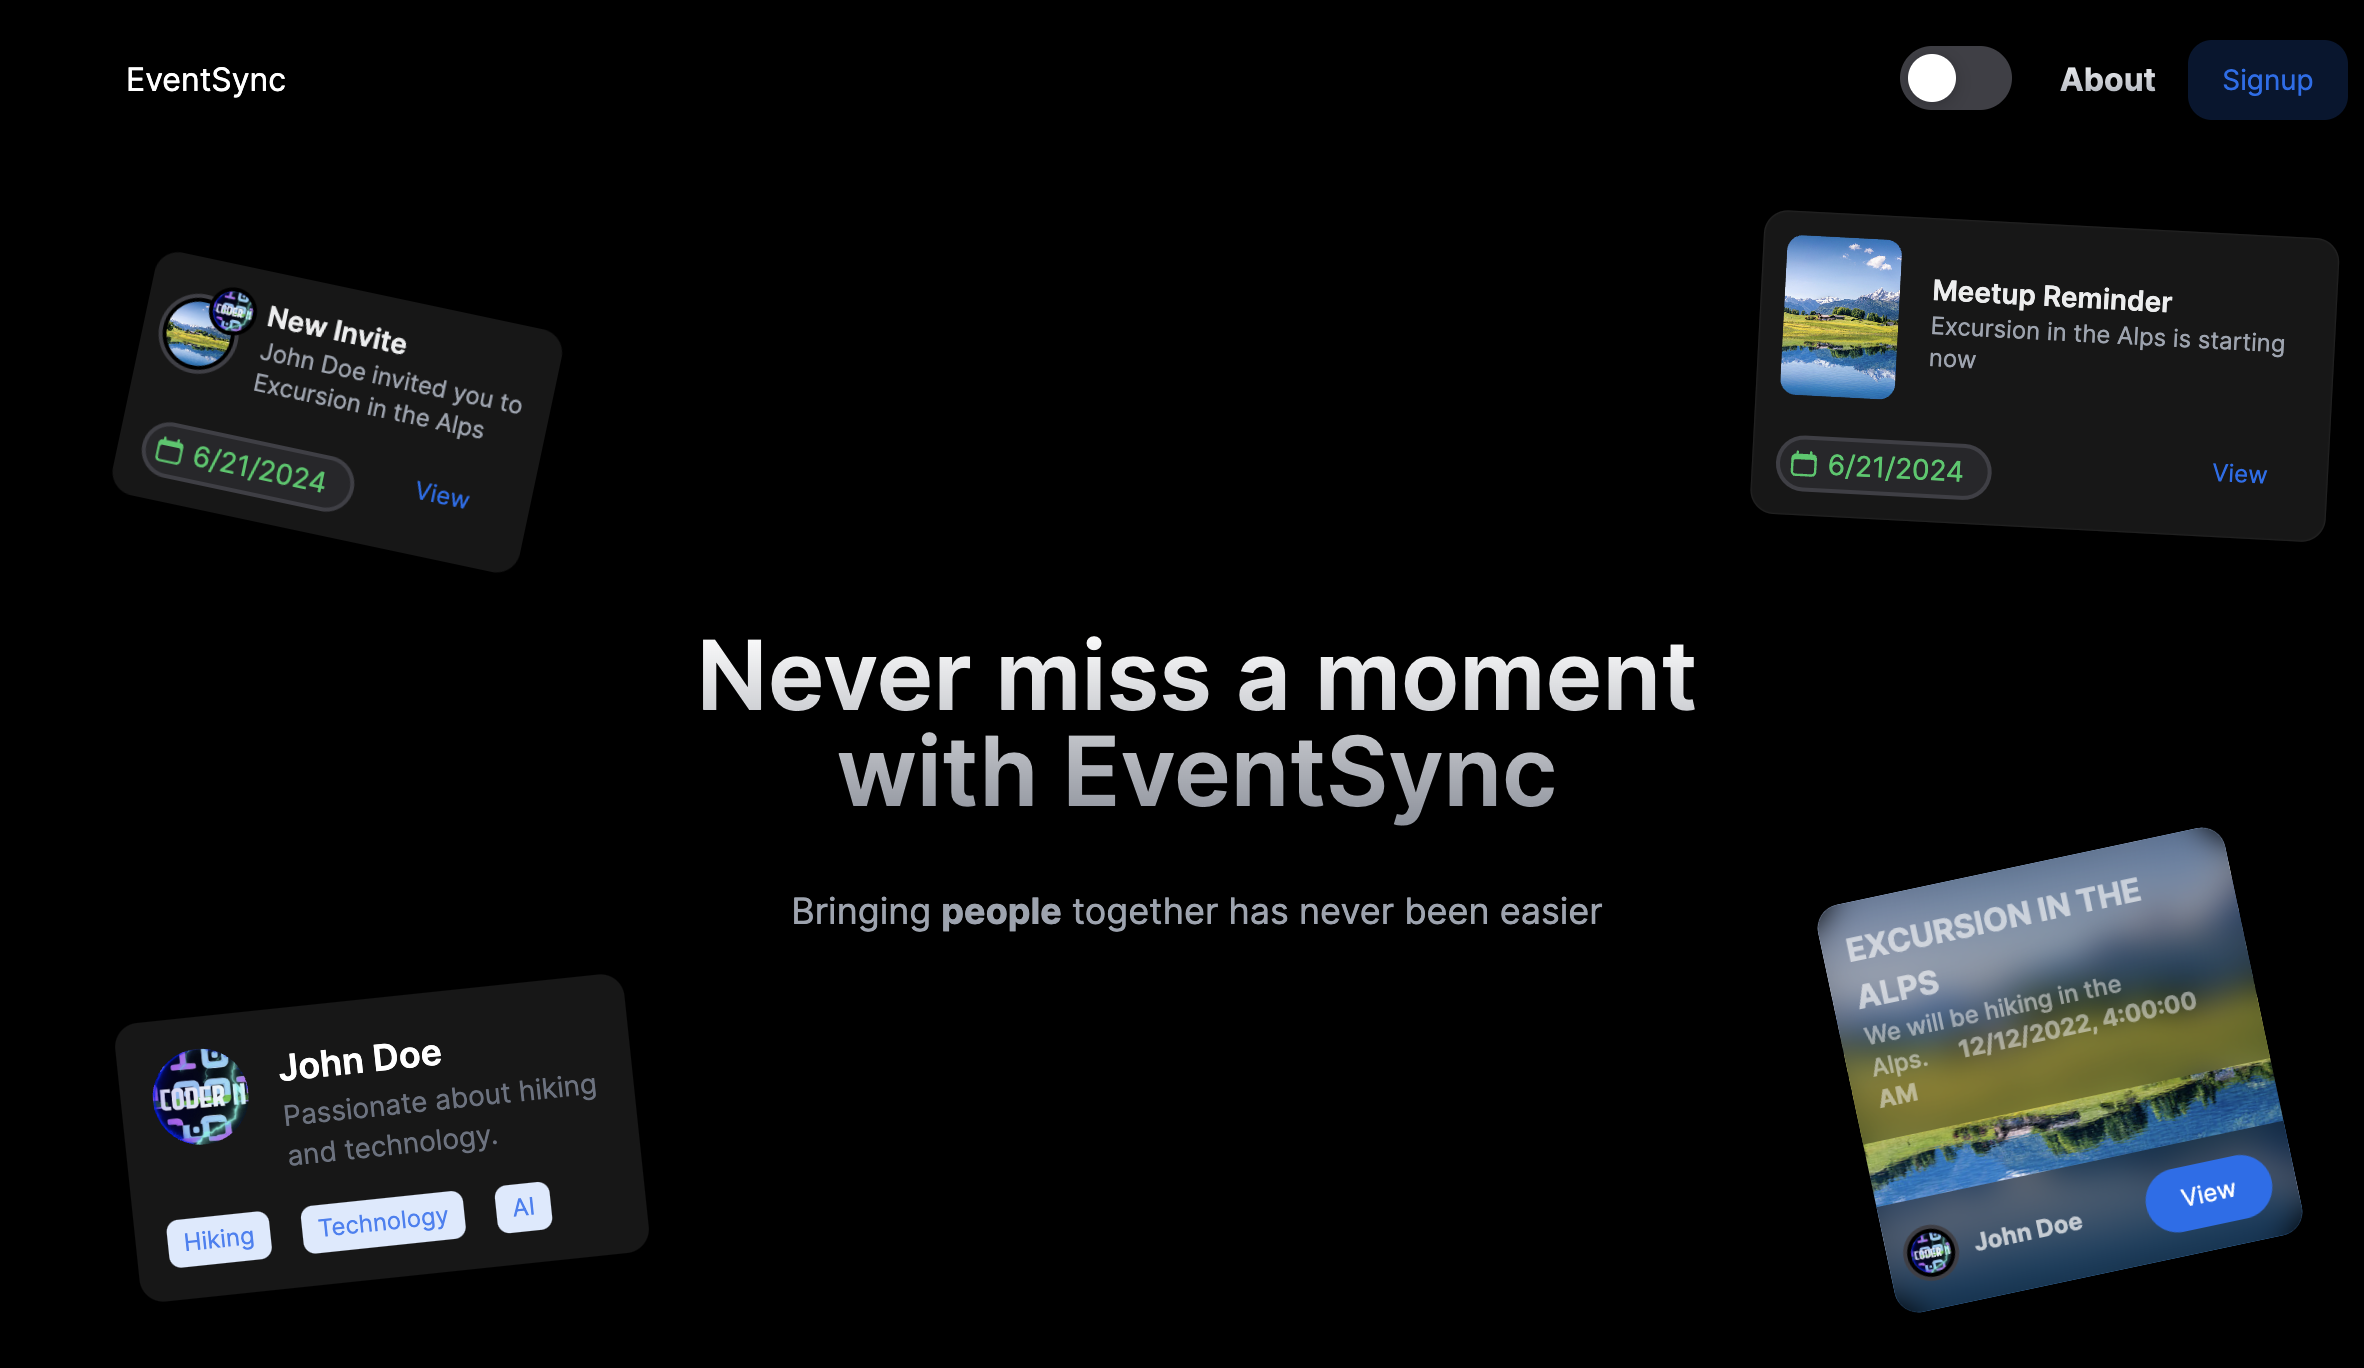 EventSync
About
Signup
New Invite
John Doe invited you to
Excursion in the Alps
6/21/2024
View
Meetup Reminder
Excursion in the Alps is starting
now
6/21/2024
View
Never miss a moment
with EventSync
Bringing people together has never been easier
John Doe
Passionate about hiking
and technology.
Hiking
Technology
AI
EXCURSION IN THE
ALPS
We will be hiking in the
Alps. 12/12/2022, 4:00:00
AM
John Doe
View
CODER N